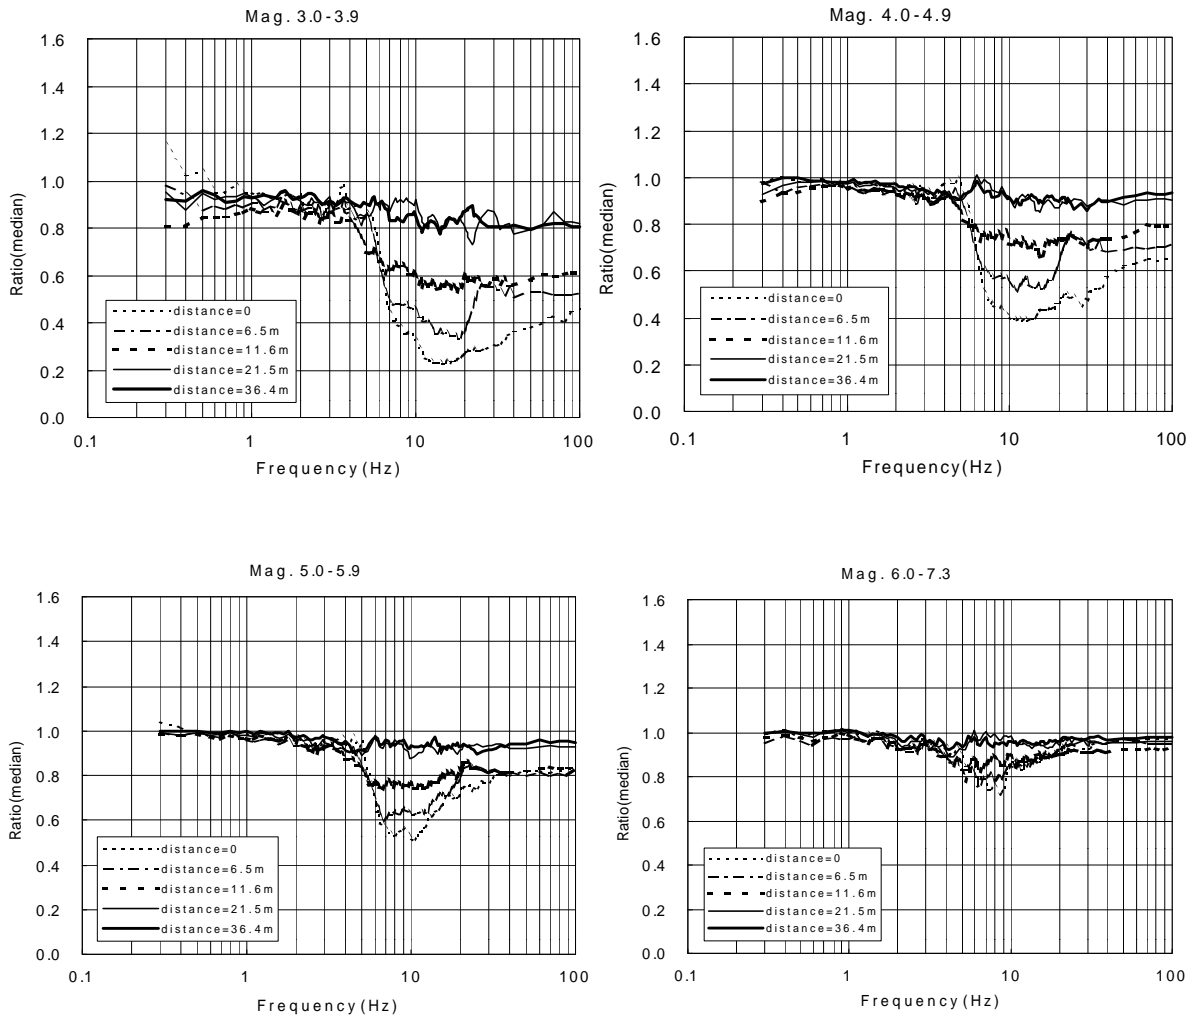 Mag. 3.0-3.9
1.6
1.4
1.2
1.0
0.8
0.6
0.4
0.2
0.0
Ratio(median)
distance=0
distance=6.5m
distance=11.6m
distance=21.5m
distance=36.4m
0.1 1 10 100
Frequency(Hz)
Mag. 4.0-4.9
1.6
1.4
1.2
1.0
0.8
0.6
0.4
0.2
0.0
Ratio(median)
distance=0
distance=6.5m
distance=11.6m
distance=21.5m
distance=36.4m
0.1 1 10 100
Frequency(Hz)
Mag. 5.0-5.9
1.6
1.4
1.2
1.0
0.8
0.6
0.4
0.2
0.0
Ratio(median)
distance=0
distance=6.5m
distance=11.6m
distance=21.5m
distance=36.4m
0.1 1 10 100
Frequency(Hz)
Mag. 6.0-7.3
1.6
1.4
1.2
1.0
0.8
0.6
0.4
0.2
0.0
Ratio(median)
distance=0
distance=6.5m
distance=11.6m
distance=21.5m
distance=36.4m
0.1 1 10 100
Frequency(Hz)